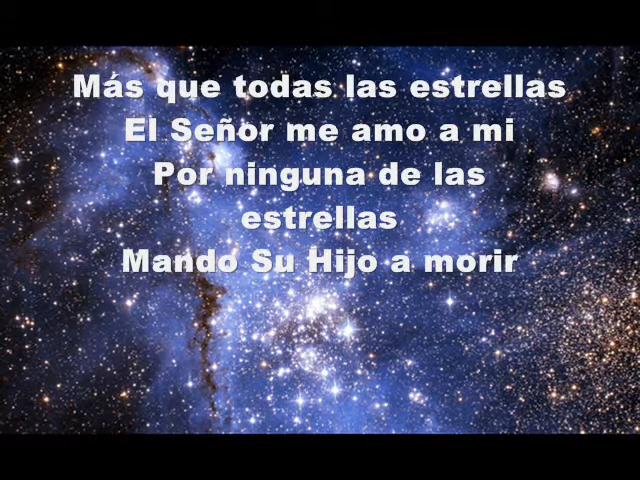 Más que todas las estrellas
El Señor me amo a mi
Por ninguna de las
estrellas
Mando Su Hijo a morir